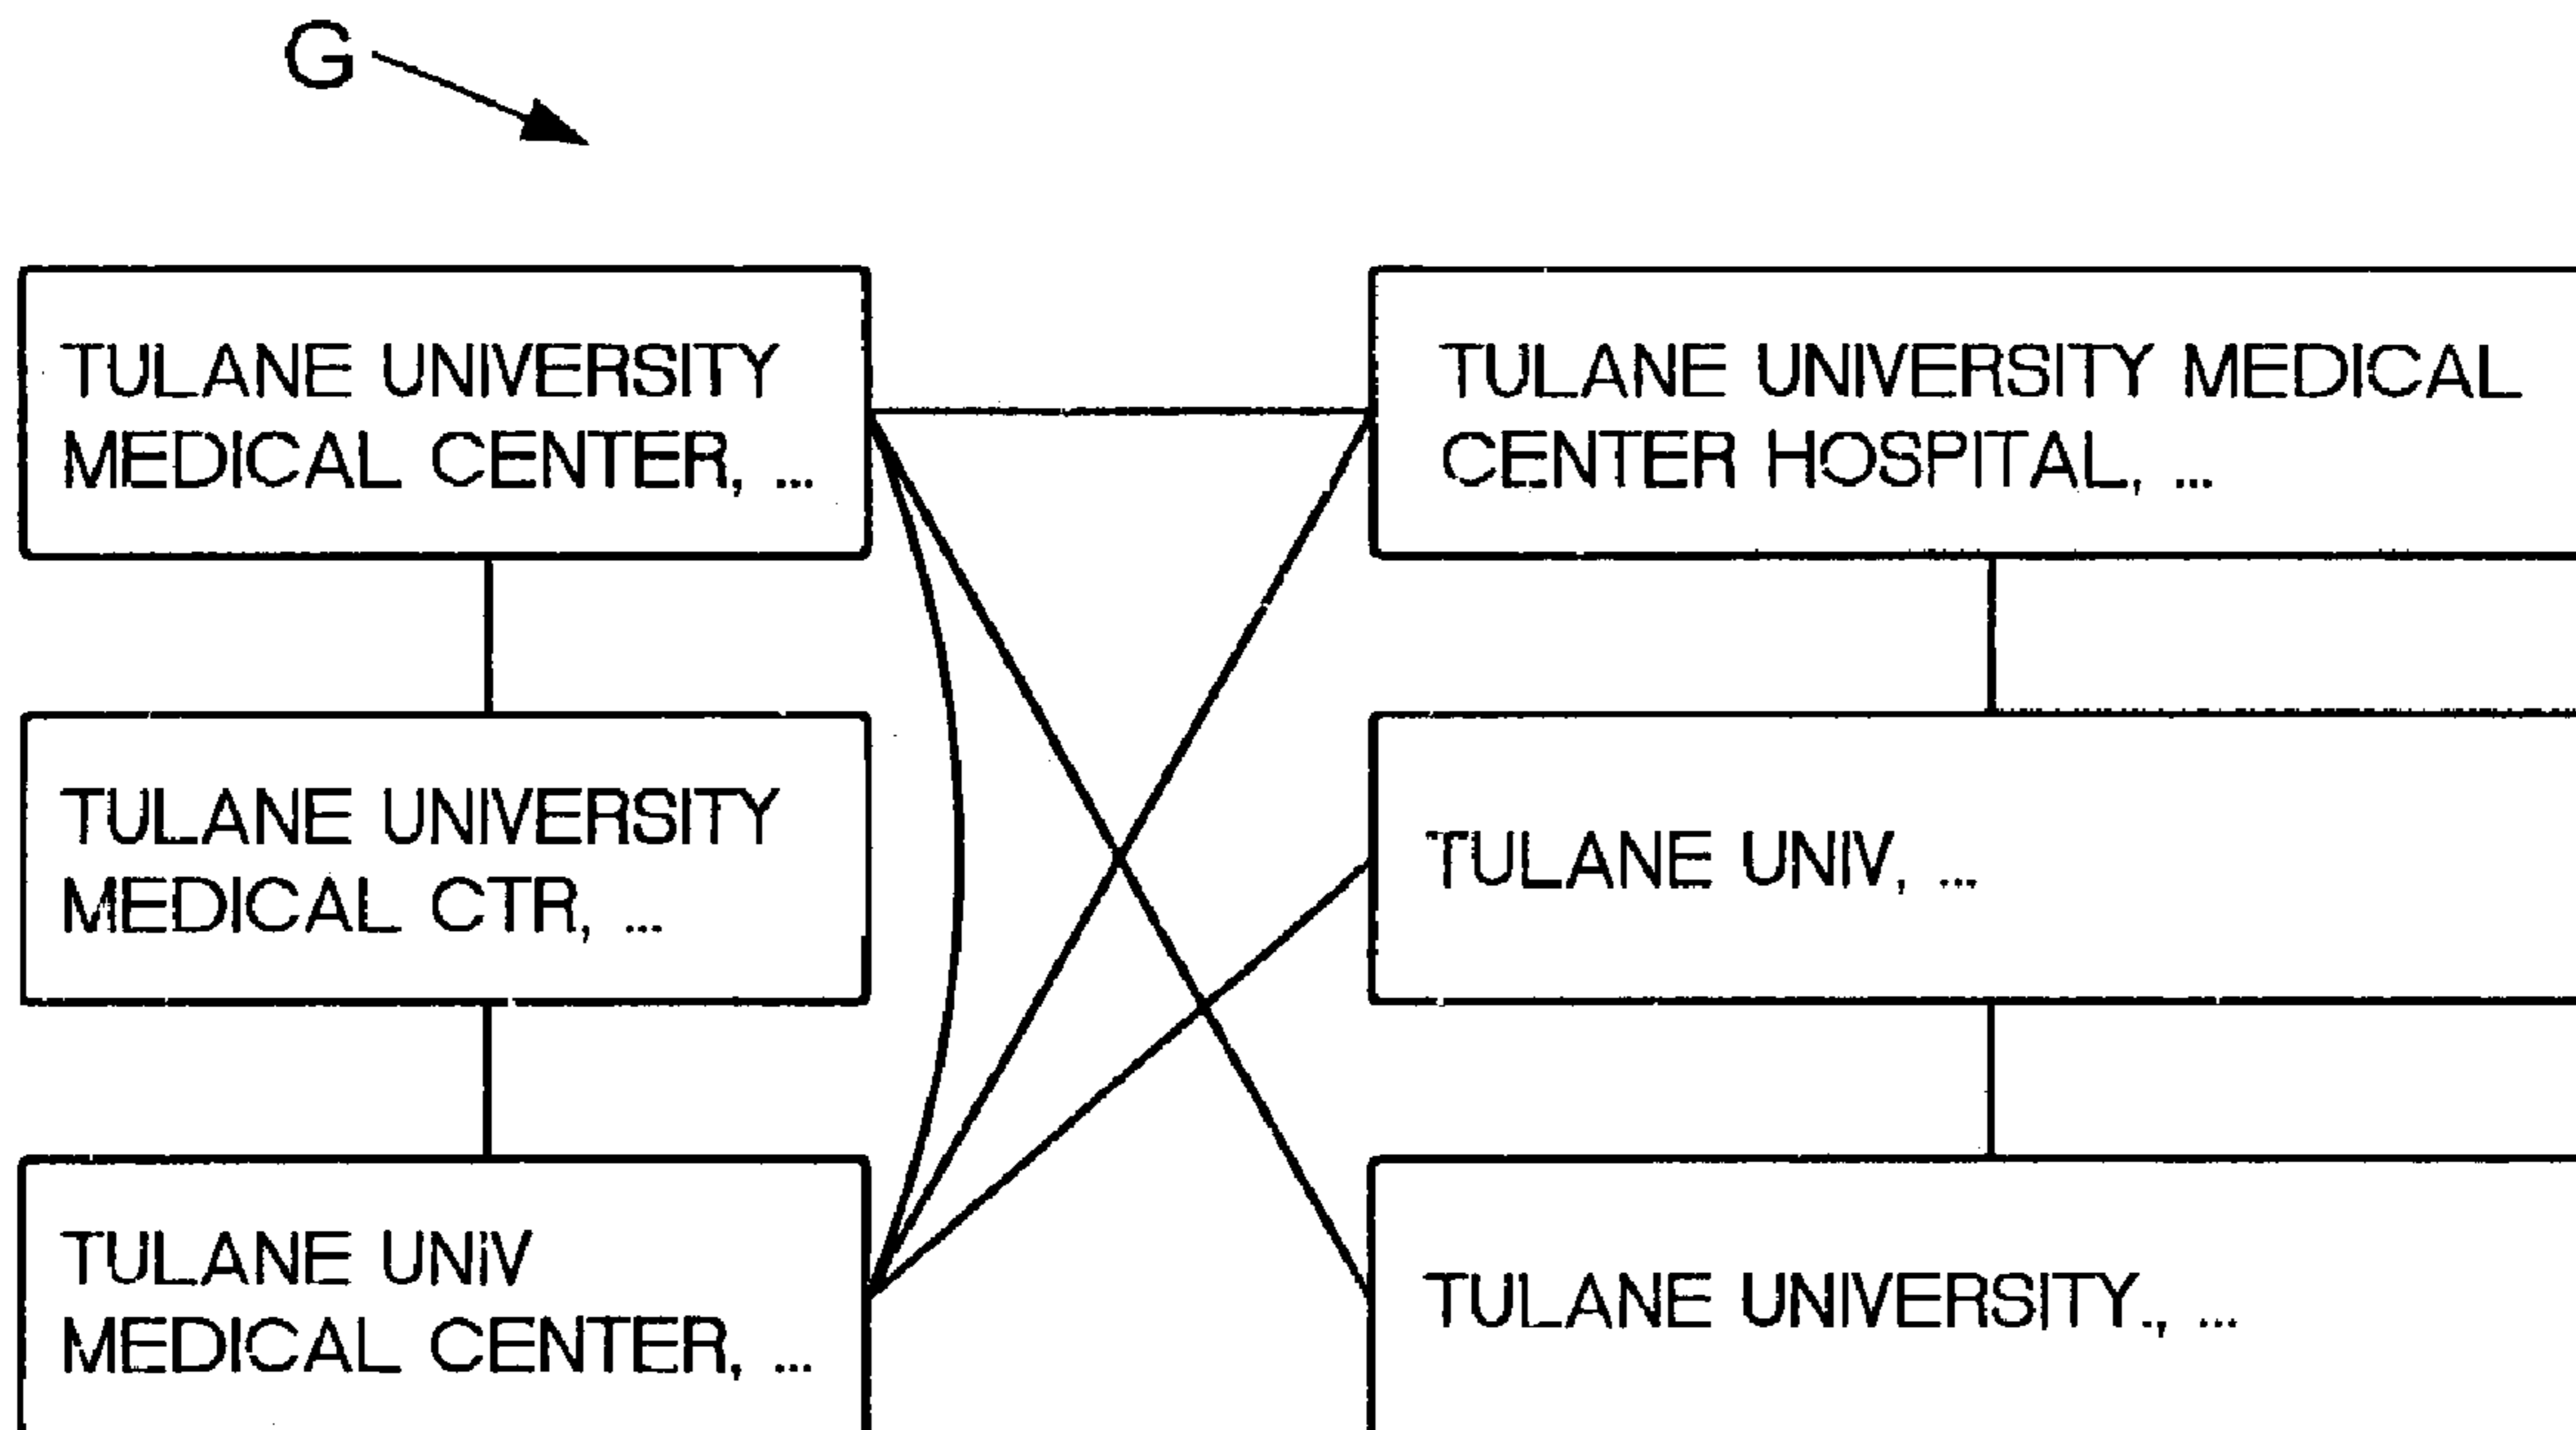 G
TULANE UNIVERSITY
MEDICAL CENTER, ...
TULANE UNIVERSITY MEDICAL
CENTER HOSPITAL, ...
TULANE UNIVERSITY
MEDICAL CTR, ...
TULANE UNIV, ...
TULANE UNIV
MEDICAL CENTER, ...
TULANE UNIVERSITY., ...